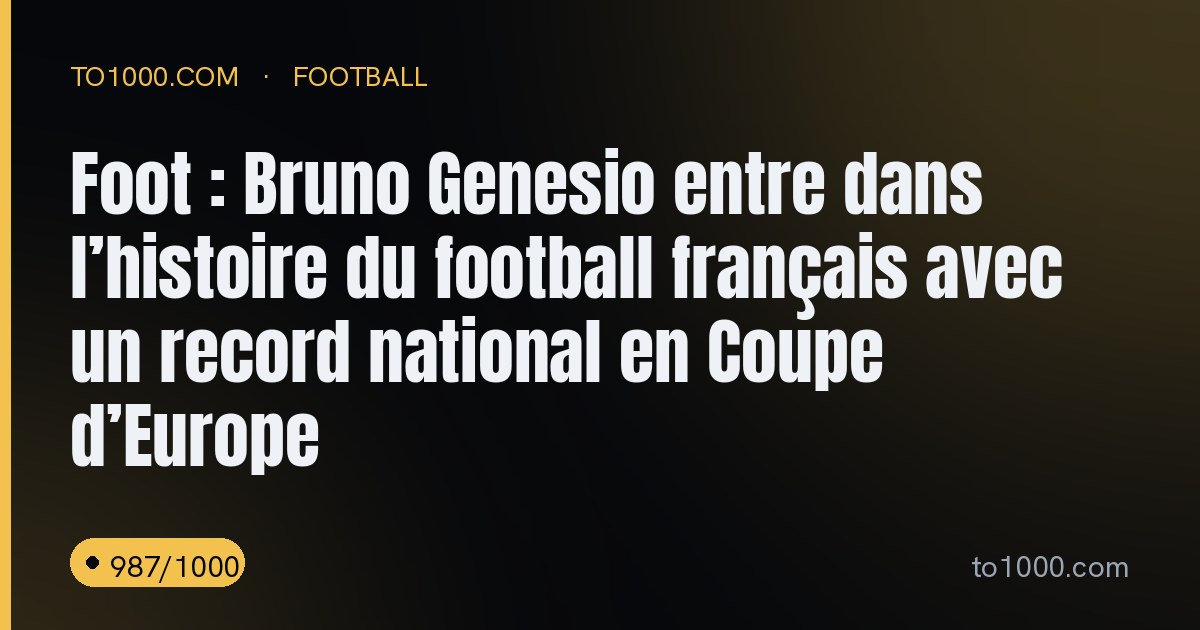 TO1000.COM · FOOTBALL
Foot : Bruno Genesio entre dans
l’histoire du football français avec
un record national en Coupe
d’Europe
987/1000
to1000.com